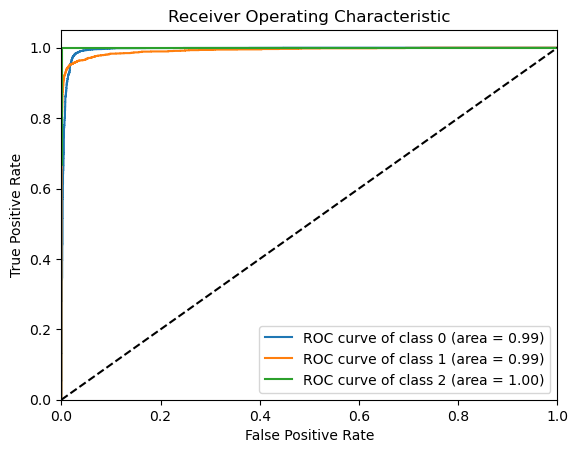 Receiver Operating Characteristic
True Positive Rate
1.0
0.8
0.6
0.4
0.2
0.0
ROC curve of class 0 (area = 0.99)
ROC curve of class 1 (area = 0.99)
ROC curve of class 2 (area = 1.00)
0.0 0.2 0.4 0.6 0.8 1.0
False Positive Rate